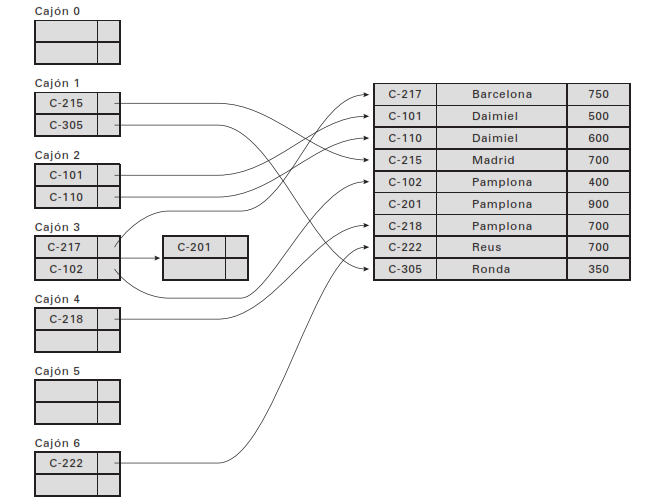 Cajón 0
Cajón 1
C-215
C-305
Cajón 2
C-101
C-110
Cajón 3
C-217
C-102
C-201
Cajón 4
C-218
Cajón 5
Cajón 6
C-222
C-217 Barcelona 750
C-101 Daimiel 500
C-110 Daimiel 600
C-215 Madrid 700
C-102 Pamplona 400
C-201 Pamplona 900
C-218 Pamplona 700
C-222 Reus 700
C-305 Ronda 350